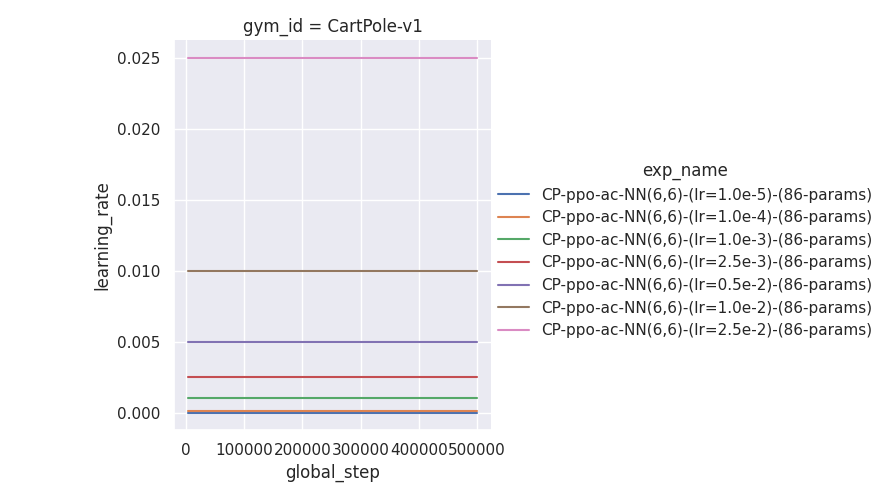 gym_id = CartPole-v1
0.025
0.020
0.015
0.010
0.005
0.000
learning_rate
0 100000 200000 300000 400000 500000
global_step
exp_name
CP-ppo-ac-NN(6,6)-(lr=1.0e-5)-(86-params)
CP-ppo-ac-NN(6,6)-(lr=1.0e-4)-(86-params)
CP-ppo-ac-NN(6,6)-(lr=1.0e-3)-(86-params)
CP-ppo-ac-NN(6,6)-(lr=2.5e-3)-(86-params)
CP-ppo-ac-NN(6,6)-(lr=0.5e-2)-(86-params)
CP-ppo-ac-NN(6,6)-(lr=1.0e-2)-(86-params)
CP-ppo-ac-NN(6,6)-(lr=2.5e-2)-(86-params)